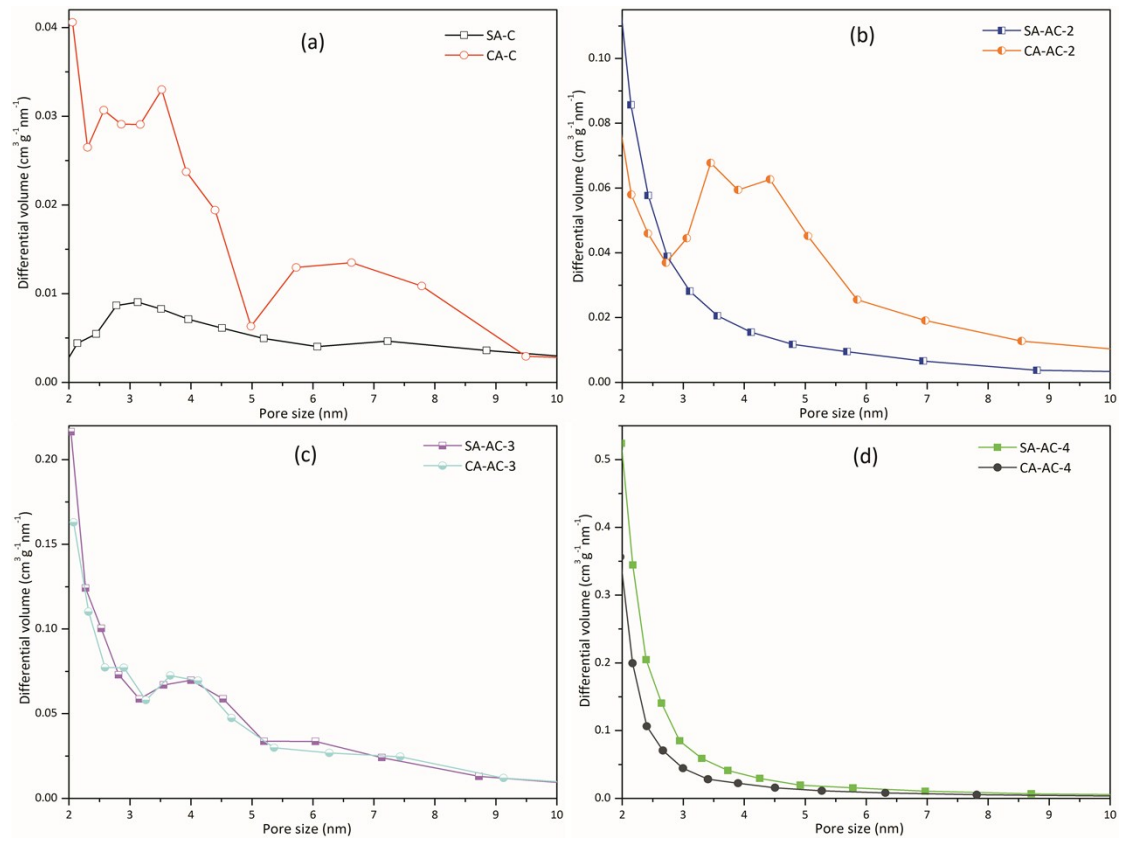 (a)
SA-C
CA-C
0.04
0.03
0.02
0.01
0.00
Differential volume (cm³g⁻¹nm⁻¹)
2 3 4 5 6 7 8 9 10
Pore size (nm)
(b)
SA-AC-2
CA-AC-2
0.10
0.08
0.06
0.04
0.02
0.00
Differential volume (cm³g⁻¹nm⁻¹)
2 3 4 5 6 7 8 9 10
Pore size (nm)
(c)
SA-AC-3
CA-AC-3
0.20
0.15
0.10
0.05
0.00
Differential volume (cm³g⁻¹nm⁻¹)
2 3 4 5 6 7 8 9 10
Pore size (nm)
(d)
SA-AC-4
CA-AC-4
0.5
0.4
0.3
0.2
0.1
0.0
Differential volume (cm³g⁻¹nm⁻¹)
2 3 4 5 6 7 8 9 10
Pore size (nm)